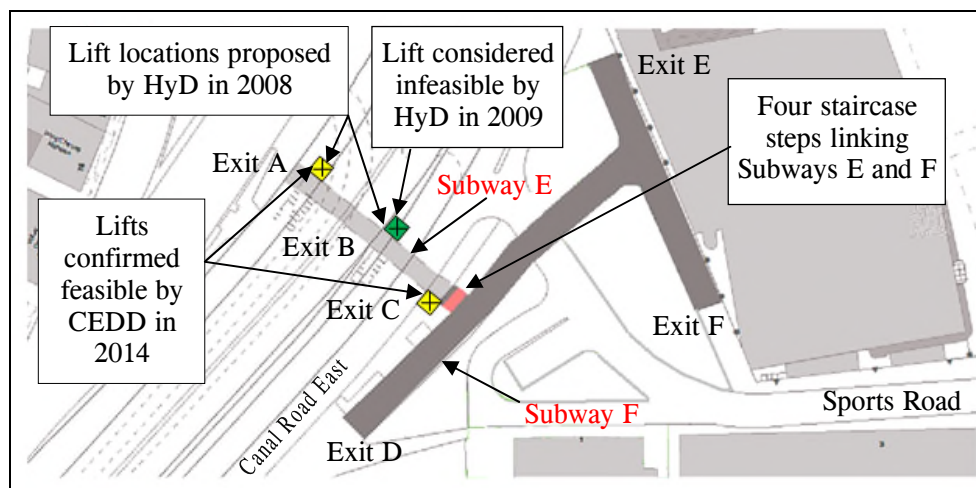 Lift locations proposed
by HyD in 2008
Lift considered
infeasible by
HyD in 2009
Exit E
Four staircase
steps linking
Subways E and F
Exit A
Subway E
Exit B
Lifts
confirmed
feasible by
CEDD in
2014
Exit C
Exit F
Canal Road East
Subway F
Sports Road
Exit D
1
3